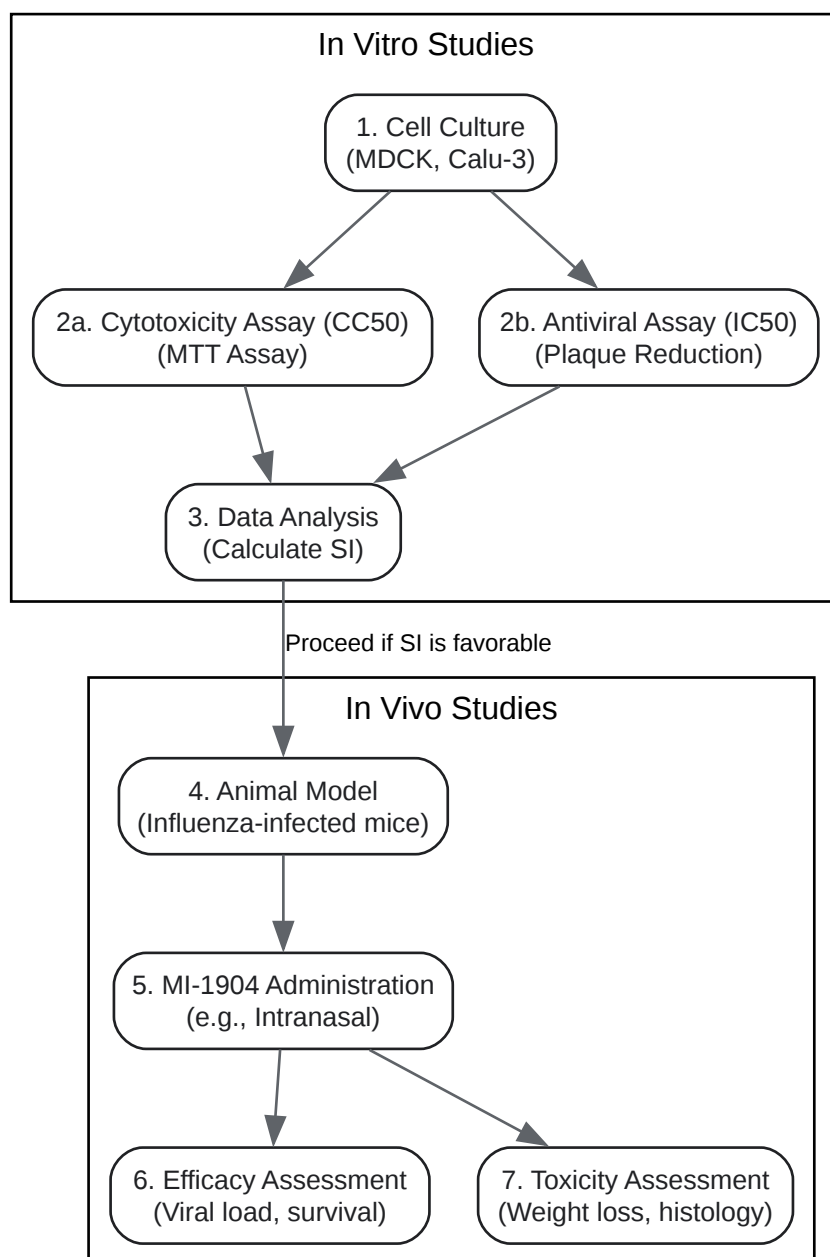 In Vitro Studies
1. Cell Culture
(MDCK, Calu-3)
2a. Cytotoxicity Assay (CC50)
(MTT Assay)
2b. Antiviral Assay (IC50)
(Plaque Reduction)
3. Data Analysis
(Calculate SI)
Proceed if SI is favorable
In Vivo Studies
4. Animal Model
(Influenza-infected mice)
5. MI-1904 Administration
(e.g., Intranasal)
6. Efficacy Assessment
(Viral load, survival)
7. Toxicity Assessment
(Weight loss, histology)